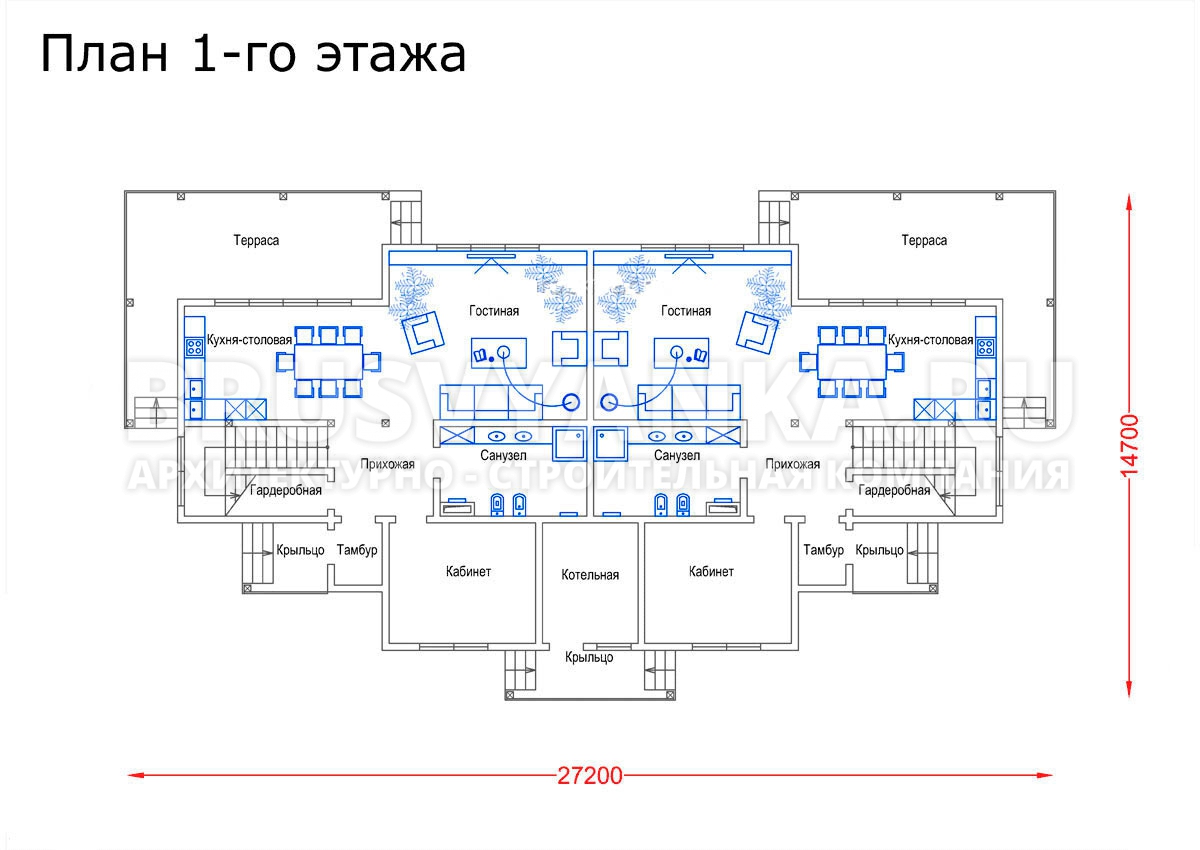 План 1-го этажа
Терраса
Терраса
Гостиная
Гостиная
Кухня-столовая
Кухня-столовая
BRUSVYANKA.RU
АРХИТЕКТУРНО - СТРОИТЕЛЬНАЯ КОМПАНИЯ
Санузел
Санузел
Прихожая
Прихожая
Гардеробная
Гардеробная
14700
Крыльцо
Тамбур
Тамбур
Крыльцо
Кабинет
Котельная
Кабинет
Крыльцо
27200